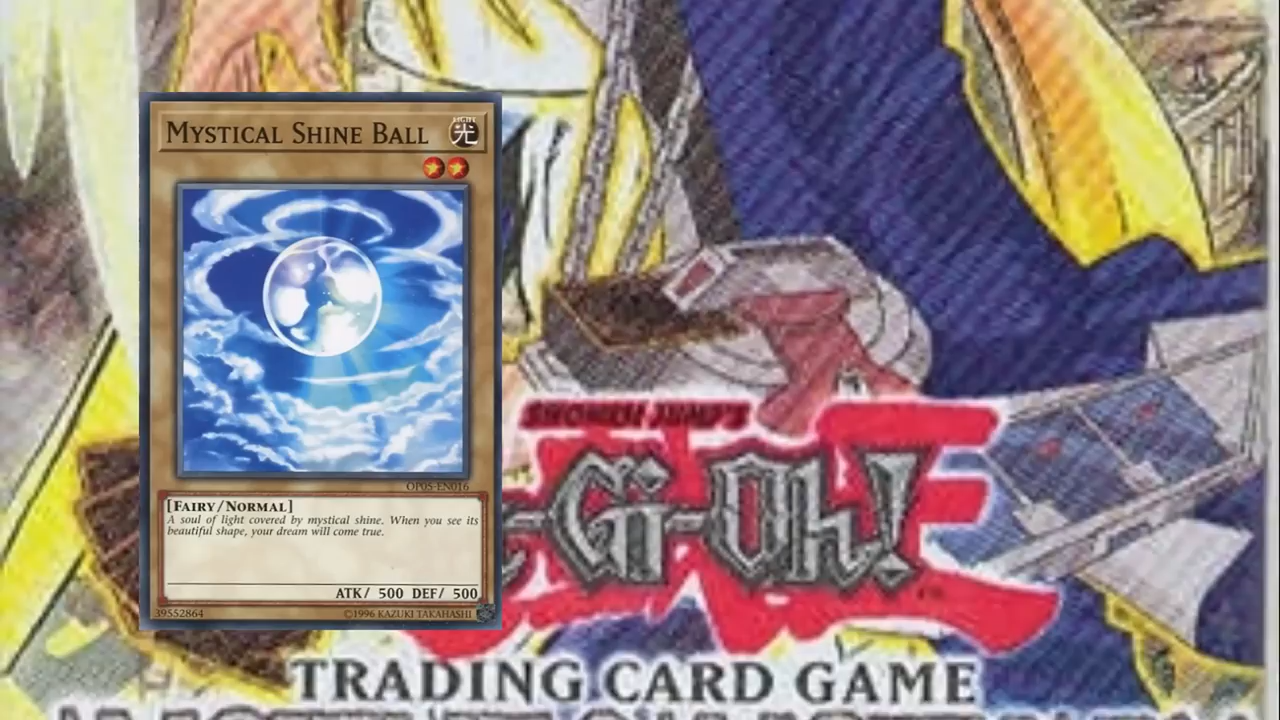 MYSTICAL SHINE BALL
LIGHT
光
OP05-EN016
[FAIRY/NORMAL]
A soul of light covered by mystical shine. When you see its
beautiful shape, your dream will come true.
ATK/ 500 DEF/ 500
39552864
©1996 KAZUKI TAKAHASHI
SHONEN JUMP'S
-Gi-Oh!
TRADING CARD GAME